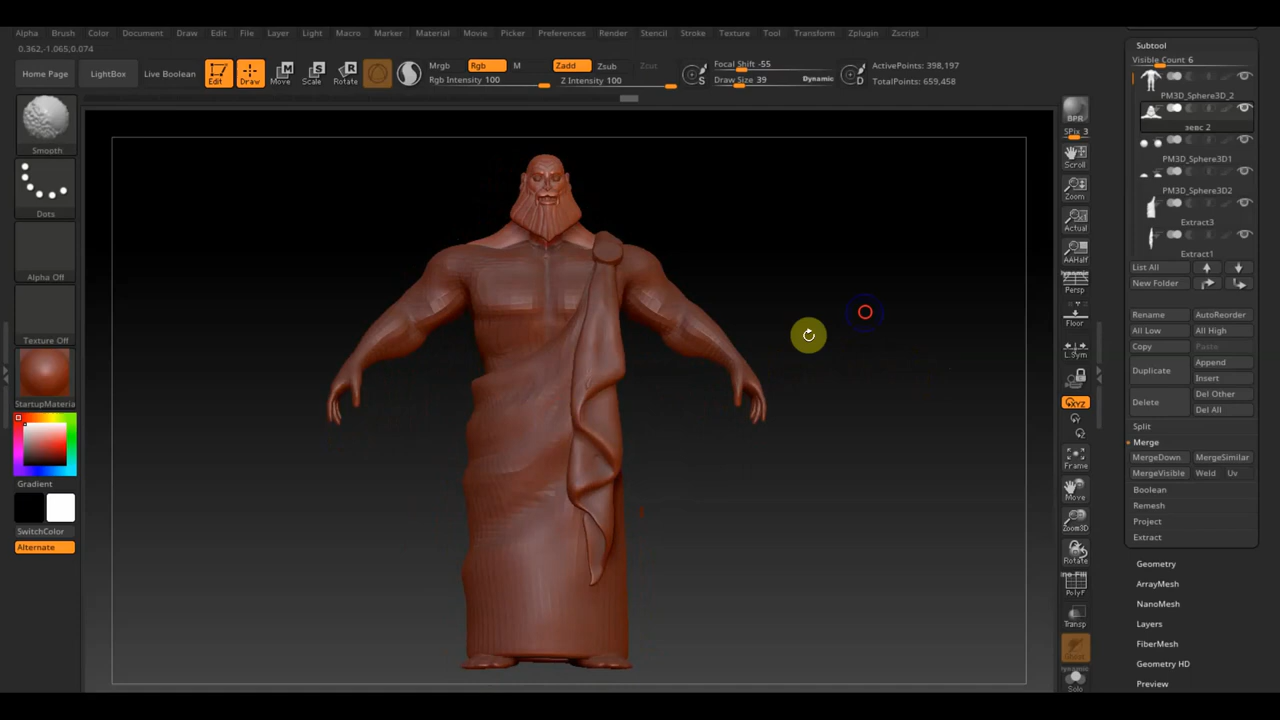 Alpha Brush Color Document Draw Edit File Layer Light Macro Marker Material Movie Picker Preferences Render Stencil Stroke Texture Tool Transform Zplugin Zscript
0.362,-1.065,0.074
Home Page LightBox Live Boolean Edit Draw Move Scale Rotate
Mrgb Rgb M
Rgb Intensity 100
Zadd Zsub Zcut
Z Intensity 100
Focal Shift -55
Draw Size 39 Dynamic
ActivePoints: 398,197
TotalPoints: 659,458
Smooth
Dots
Alpha Off
Texture Off
StartupMateria
Gradient
SwitchColor
Alternate
BPR
SPix 3
Scroll
Zoom
Actual
AAHalf
Persp
Floor
L.Sym
XYZ
Frame
Move
Zoom3D
Rotate
PolyF
Transp
Solo
Subtool
Visible Count 6
PM3D_Sphere3D_2
зевс 2
PM3D_Sphere3D1
PM3D_Sphere3D2
Extract3
Extract1
List All
New Folder
Rename AutoReorder
All Low All High
Copy Paste
Duplicate Append
Insert
Delete Del Other
Del All
Split
Merge
MergeDown MergeSimilar
MergeVisible Weld Uv
Boolean
Remesh
Project
Extract
Geometry
ArrayMesh
NanoMesh
Layers
FiberMesh
Geometry HD
Preview